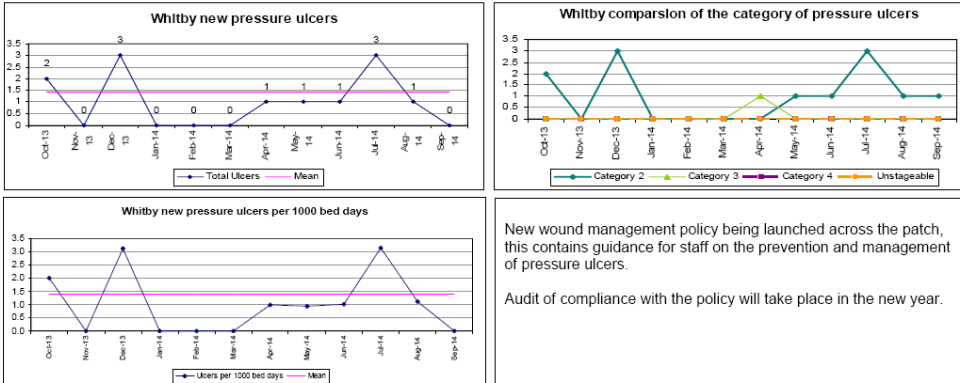 Whitby new pressure ulcers
3.5
3
2.5
2
1.5
1
0.5
0
2
0
3
0
0
0
1
1
1
3
1
0
Oct-13
Nov-13
Dec-13
Jan-14
Feb-14
Mar-14
Apr-14
May-14
Jun-14
Jul-14
Aug-14
Sep-14
Total Ulcers
Mean
Whitby comparsion of the category of pressure ulcers
3.5
3
2.5
2
1.5
1
0.5
0
Oct-13
Nov-13
Dec-13
Jan-14
Feb-14
Mar-14
Apr-14
May-14
Jun-14
Jul-14
Aug-14
Sep-14
Category 2
Category 3
Category 4
Unstageable
Whitby new pressure ulcers per 1000 bed days
3.5
3.0
2.5
2.0
1.5
1.0
0.5
0.0
Oct-13
Nov-13
Dec-13
Jan-14
Feb-14
Mar-14
Apr-14
May-14
Jun-14
Jul-14
Aug-14
Sep-14
Ulcers per 1000 bed days
Mean
New wound management policy being launched across the patch,
this contains guidance for staff on the prevention and management
of pressure ulcers.
Audit of compliance with the policy will take place in the new year.